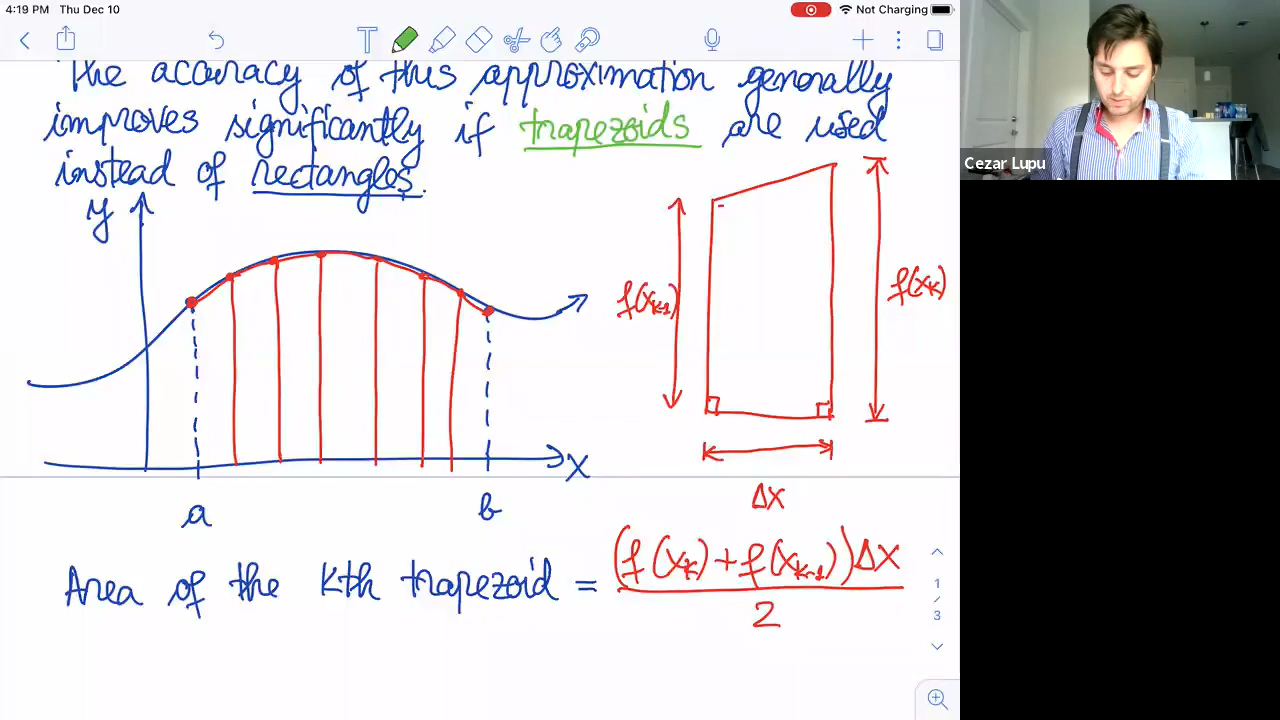 4:19 PM Thu Dec 10
Not Charging
The accuracy of this approximation generally
improves significantly if trapezoids are used
instead of rectangles.
Cezar Lupu
y
f(xk-1)
f(xk)
x
a
b
Δx
Area of the kth trapezoid = (f(xk) + f(xk-1))Δx
2
1
/
3